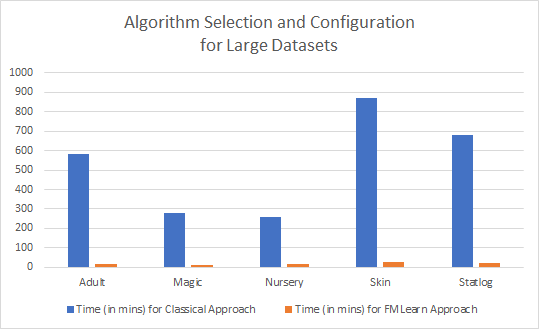 Algorithm Selection and Configuration
for Large Datasets
1000
900
800
700
600
500
400
300
200
100
0
Adult Magic Nursery Skin Statlog
Time (in mins) for Classical Approach Time (in mins) for FMLearn Approach